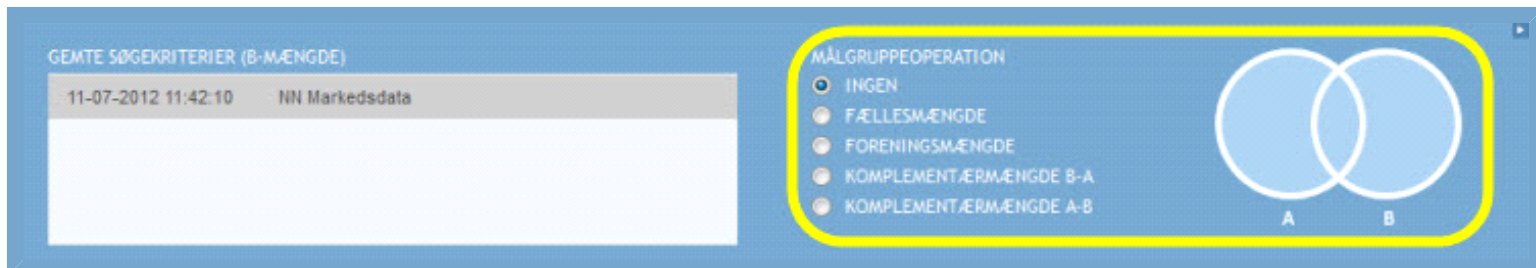 GEMTE SØGEKRITERIER (B-MÆNGDE)
11-07-2012 11:42:10 NN Markedsdata
MÅLGRUPPEOPERATION
INGEN
FÆLLESMÆNGDE
FORENINGSMÆNGDE
KOMPLEMENTÆRMÆNGDE B-A
KOMPLEMENTÆRMÆNGDE A-B
A B